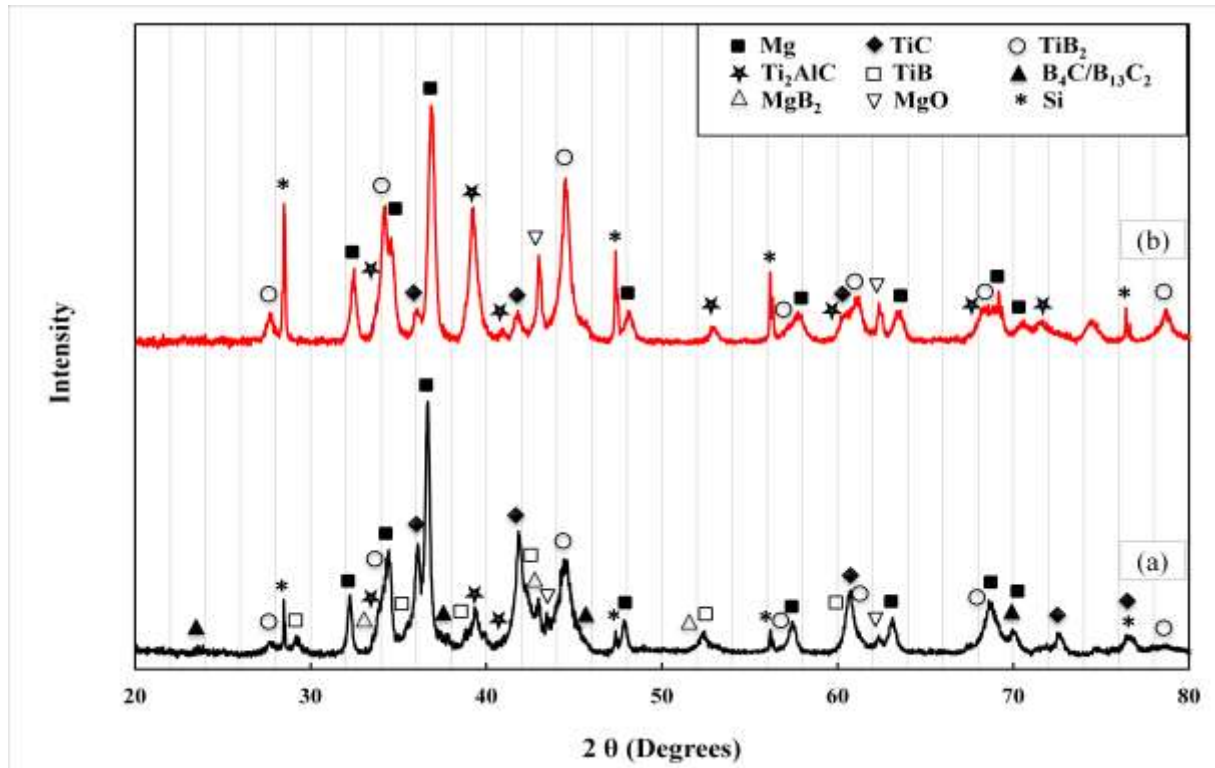 ■ Mg ◆ TiC ○ TiB₂
★ Ti₂AlC □ TiB ▲ B₄C/B₁₃C₂
△ MgB₂ ▽ MgO * Si
(b)
(a)
Intensity
20 30 40 50 60 70 80
2 θ (Degrees)